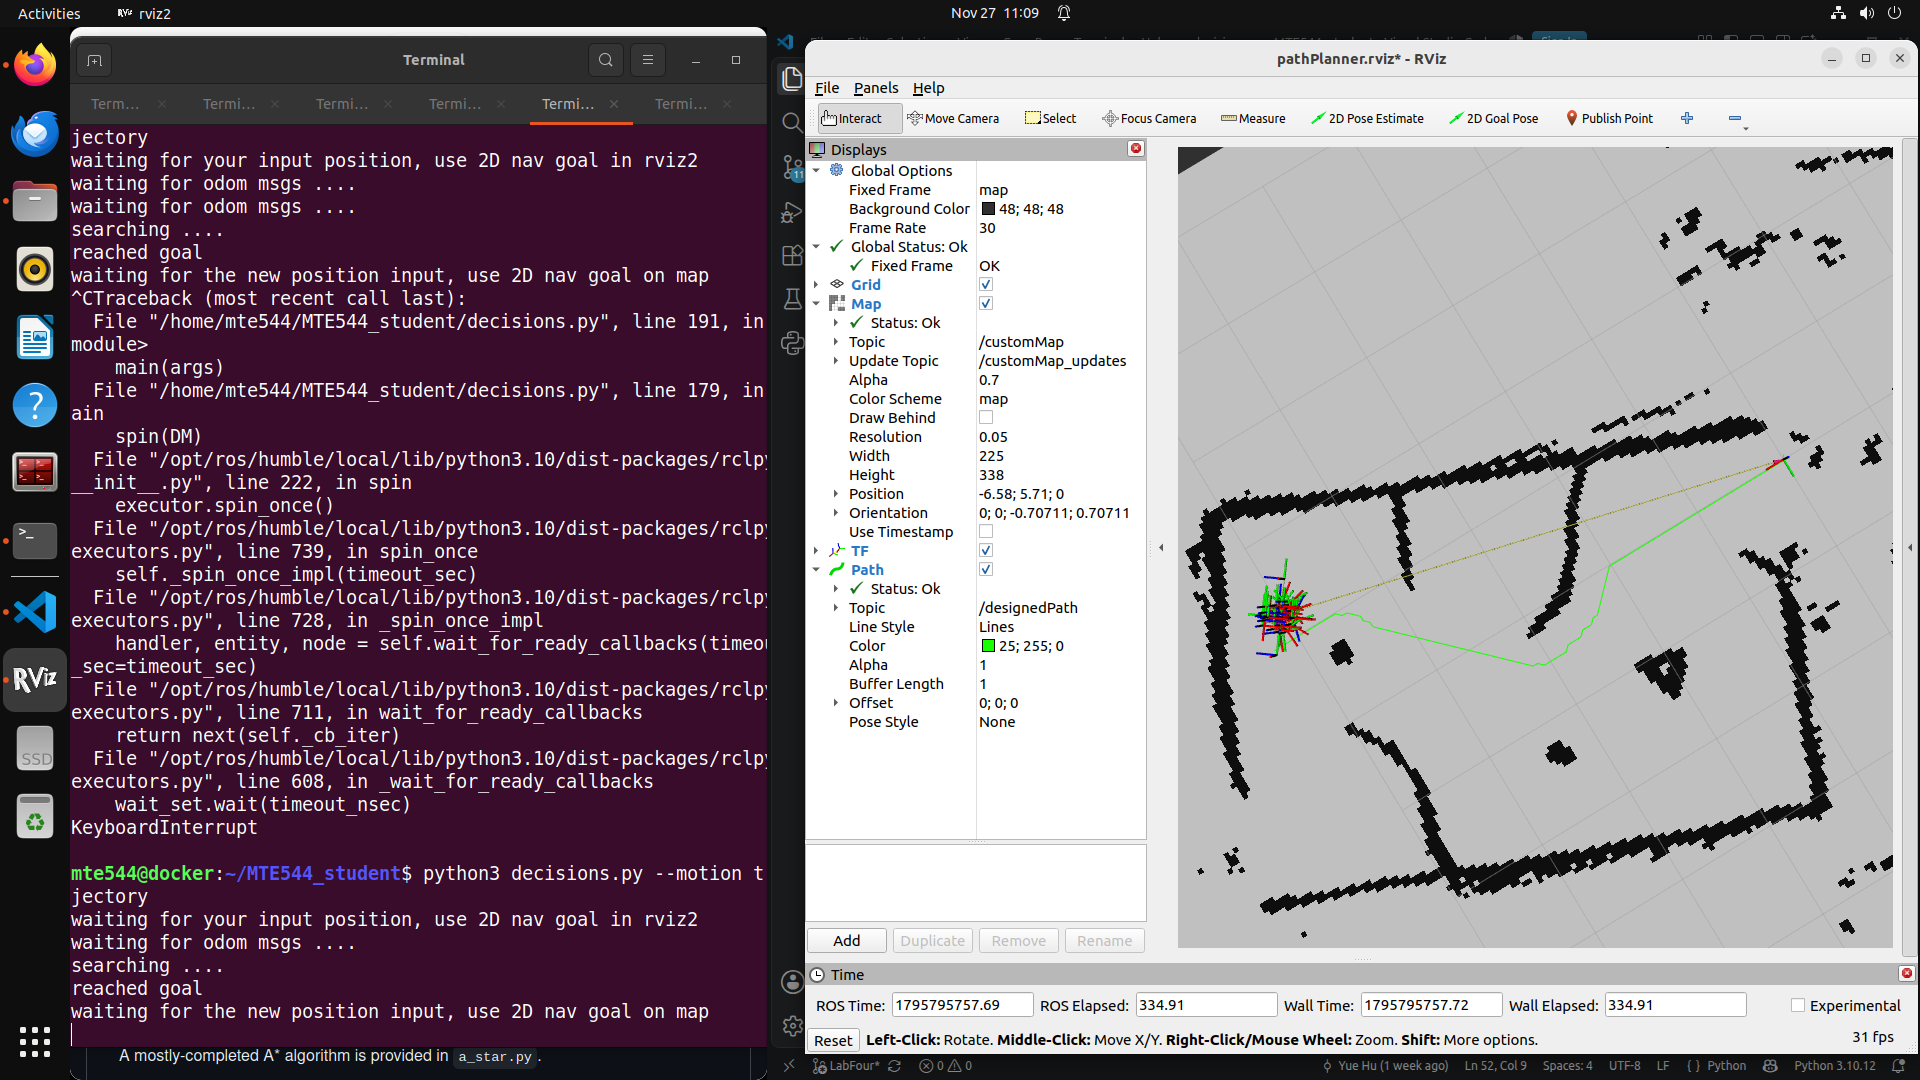 Activities
rviz2
Nov 27 11:09
Terminal
Term...
Termi...
Termi...
Termi...
Termi...
Termi...
jectory
waiting for your input position, use 2D nav goal in rviz2
waiting for odom msgs ....
waiting for odom msgs ....
searching ....
reached goal
waiting for the new position input, use 2D nav goal on map
^CTraceback (most recent call last):
  File "/home/mte544/MTE544_student/decisions.py", line 191, in
module>
    main(args)
  File "/home/mte544/MTE544_student/decisions.py", line 179, in
ain
    spin(DM)
  File "/opt/ros/humble/local/lib/python3.10/dist-packages/rclpy
__init__.py", line 222, in spin
    executor.spin_once()
  File "/opt/ros/humble/local/lib/python3.10/dist-packages/rclpy
executors.py", line 739, in spin_once
    self._spin_once_impl(timeout_sec)
  File "/opt/ros/humble/local/lib/python3.10/dist-packages/rclpy
executors.py", line 728, in _spin_once_impl
    handler, entity, node = self.wait_for_ready_callbacks(timeou
_sec=timeout_sec)
  File "/opt/ros/humble/local/lib/python3.10/dist-packages/rclpy
executors.py", line 711, in wait_for_ready_callbacks
    return next(self._cb_iter)
  File "/opt/ros/humble/local/lib/python3.10/dist-packages/rclpy
executors.py", line 608, in _wait_for_ready_callbacks
    wait_set.wait(timeout_nsec)
KeyboardInterrupt
mte544@docker:~/MTE544_student$ python3 decisions.py --motion t
jectory
waiting for your input position, use 2D nav goal in rviz2
waiting for odom msgs ....
searching ....
reached goal
waiting for the new position input, use 2D nav goal on map
A mostly-completed A* algorithm is provided in a_star.py.
RViz
SSD
11
pathPlanner.rviz* - RViz
File Panels Help
Interact
Move Camera
Select
Focus Camera
Measure
2D Pose Estimate
2D Goal Pose
Publish Point
Displays
Global Options
Fixed Frame map
Background Color 48; 48; 48
Frame Rate 30
Global Status: Ok
Fixed Frame OK
Grid
Map
Status: Ok
Topic /customMap
Update Topic /customMap_updates
Alpha 0.7
Color Scheme map
Draw Behind
Resolution 0.05
Width 225
Height 338
Position -6.58; 5.71; 0
Orientation 0; 0; -0.70711; 0.70711
Use Timestamp
TF
Path
Status: Ok
Topic /designedPath
Line Style Lines
Color 25; 255; 0
Alpha 1
Buffer Length 1
Offset 0; 0; 0
Pose Style None
Add
Duplicate
Remove
Rename
Time
ROS Time: 1795795757.69 ROS Elapsed: 334.91 Wall Time: 1795795757.72 Wall Elapsed: 334.91 Experimental
Reset Left-Click: Rotate. Middle-Click: Move X/Y. Right-Click/Mouse Wheel: Zoom. Shift: More options. 31 fps
LabFour* 0 0 Yue Hu (1 week ago) Ln 52, Col 9 Spaces: 4 UTF-8 LF { } Python Python 3.10.12